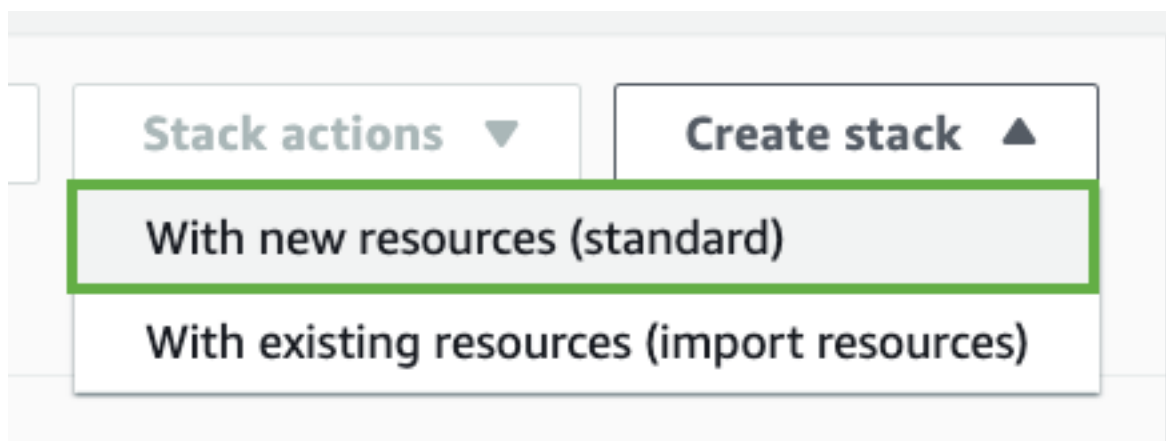 Stack actions Create stack
With new resources (standard)
With existing resources (import resources)